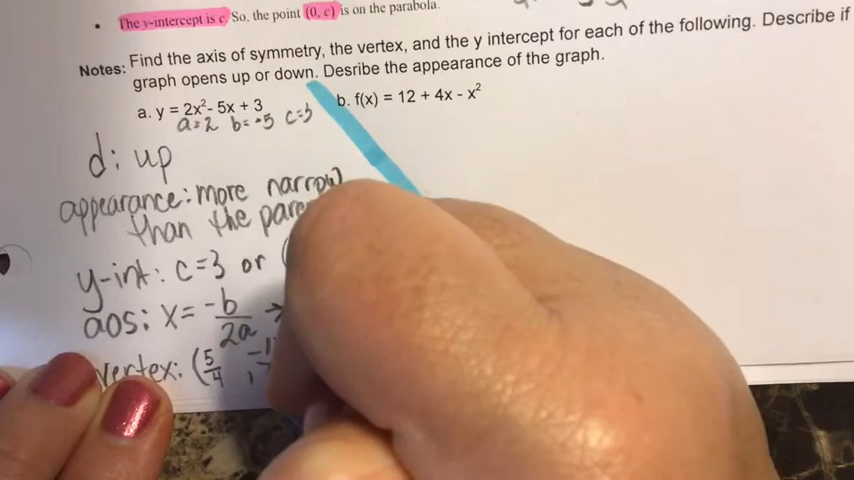 • The y-intercept is c So, the point (0, c) is on the parabola.
Notes: Find the axis of symmetry, the vertex, and the y intercept for each of the following. Describe if
graph opens up or down. Desribe the appearance of the graph.
a. y = 2x²- 5x + 3
b. f(x) = 12 + 4x - x²
a=2 b=-5 c=3
d: up
appearance: more narrow
than the
y-int: c=3 or (
aos: x= -b/2a →
vertex: (5/4 ,